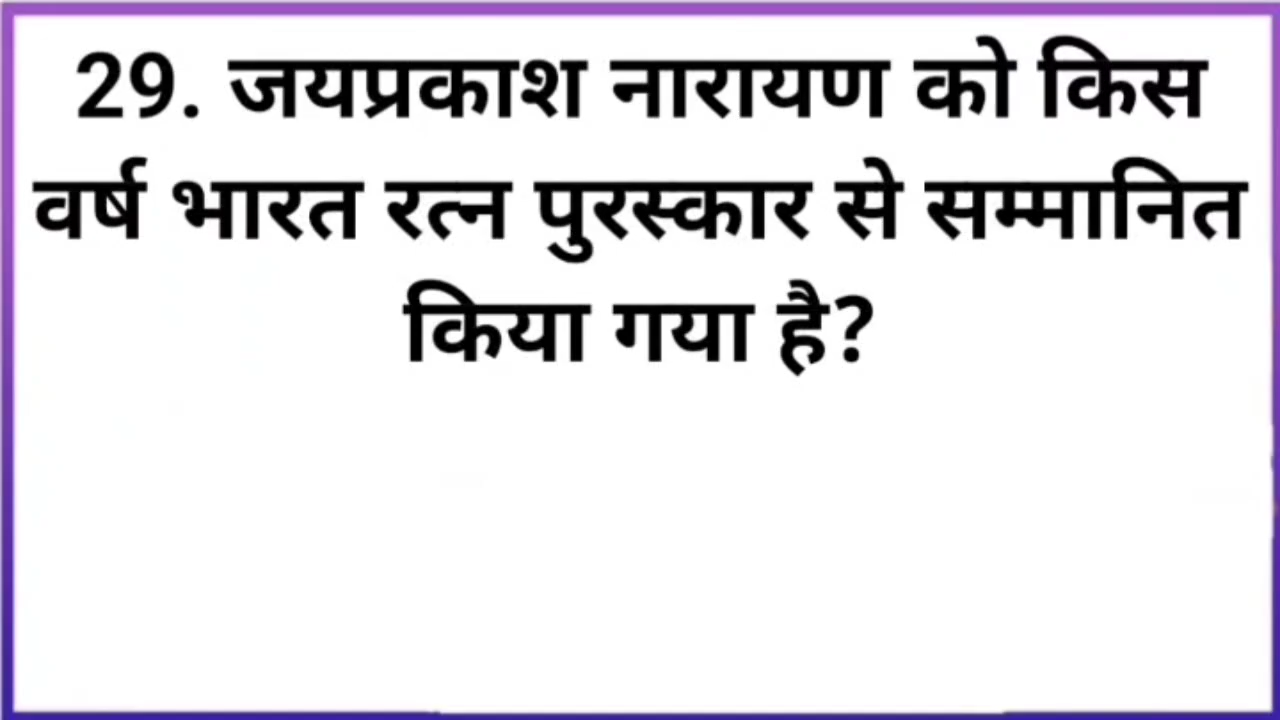 29. जयप्रकाश नारायण को किस
वर्ष भारत रत्न पुरस्कार से सम्मानित
किया गया है?